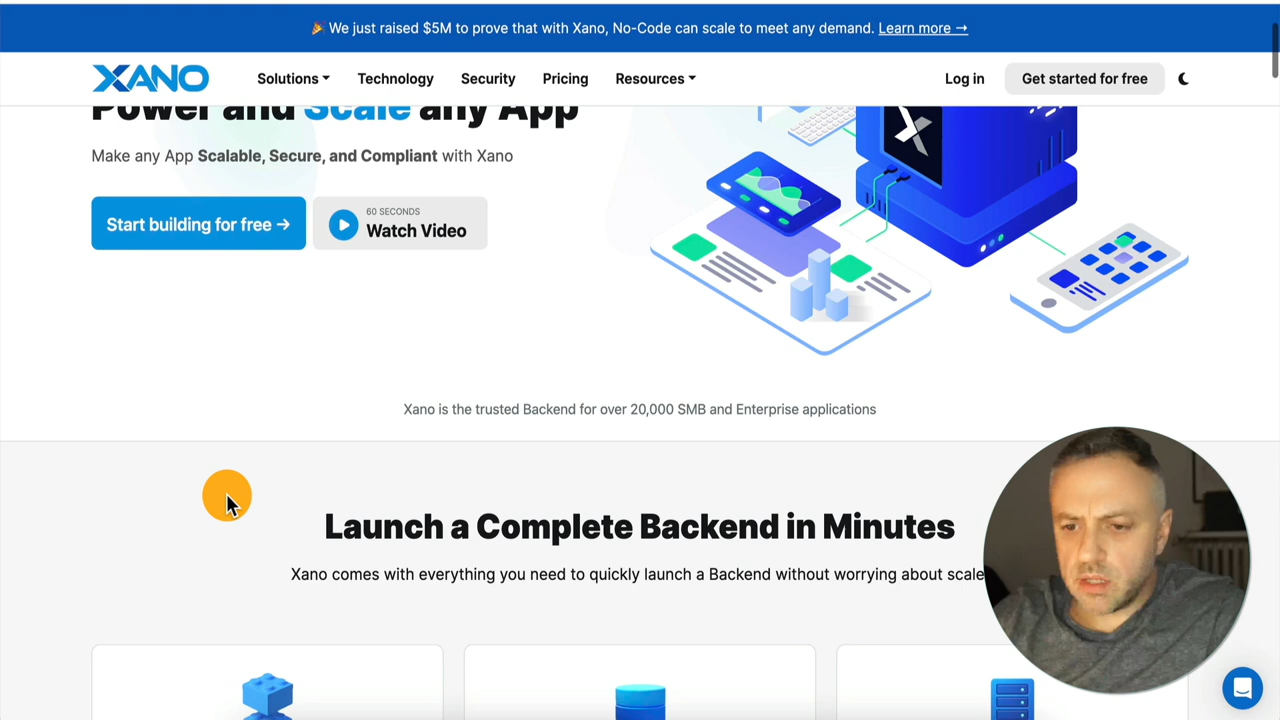 🎉 We just raised $5M to prove that with Xano, No-Code can scale to meet any demand. Learn more →
XANO
Solutions
Technology
Security
Pricing
Resources
Log in
Get started for free
Power and Scale any App
Make any App Scalable, Secure, and Compliant with Xano
Start building for free →
60 SECONDS
Watch Video
Xano is the trusted Backend for over 20,000 SMB and Enterprise applications
Launch a Complete Backend in Minutes
Xano comes with everything you need to quickly launch a Backend without worrying about scale